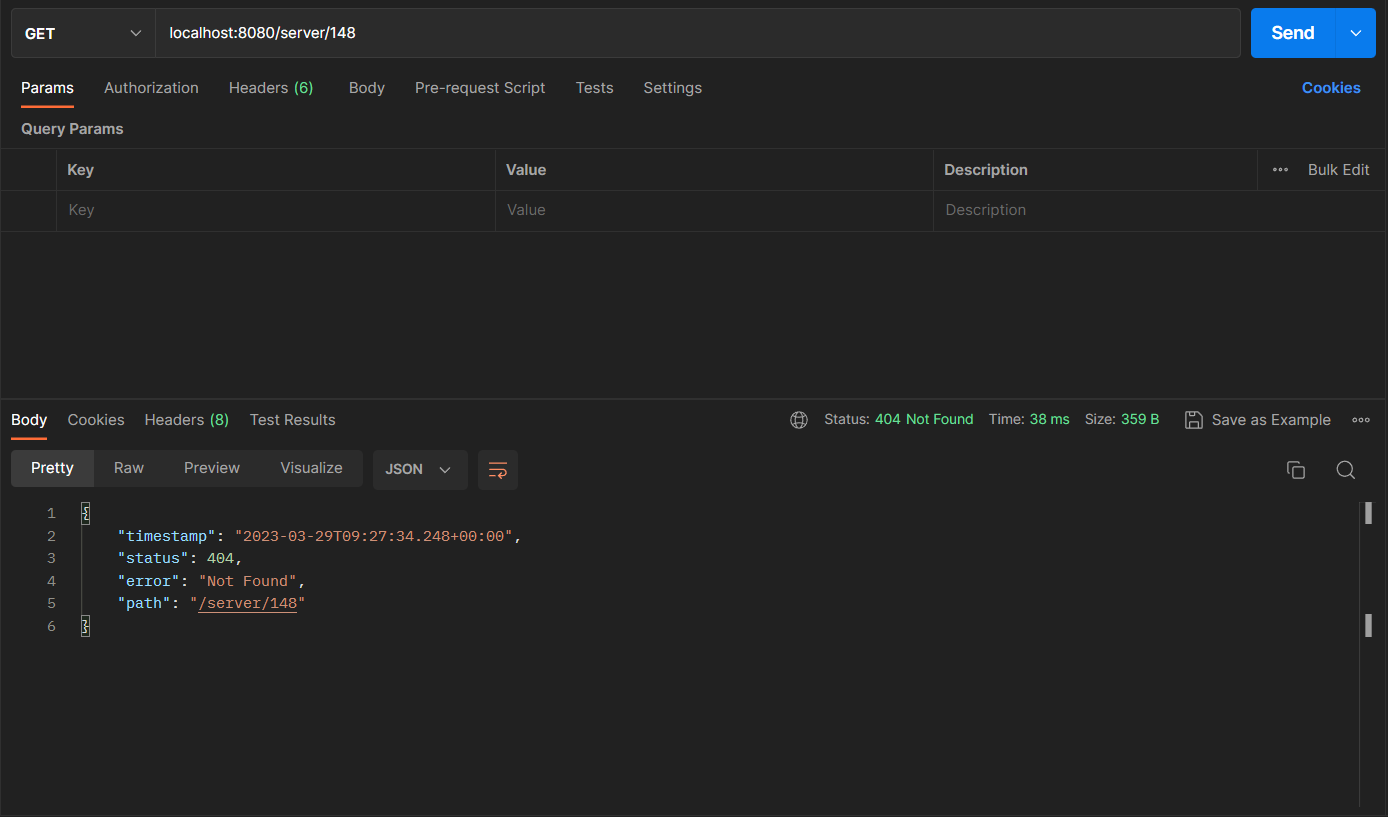 GET localhost:8080/server/148 Send
Params Authorization Headers (6) Body Pre-request Script Tests Settings Cookies
Query Params
Key Value Description Bulk Edit
Key Value Description
Body Cookies Headers (8) Test Results Status: 404 Not Found Time: 38 ms Size: 359 B Save as Example
Pretty Raw Preview Visualize JSON
1 {
2 "timestamp": "2023-03-29T09:27:34.248+00:00",
3 "status": 404,
4 "error": "Not Found",
5 "path": "/server/148"
6 }